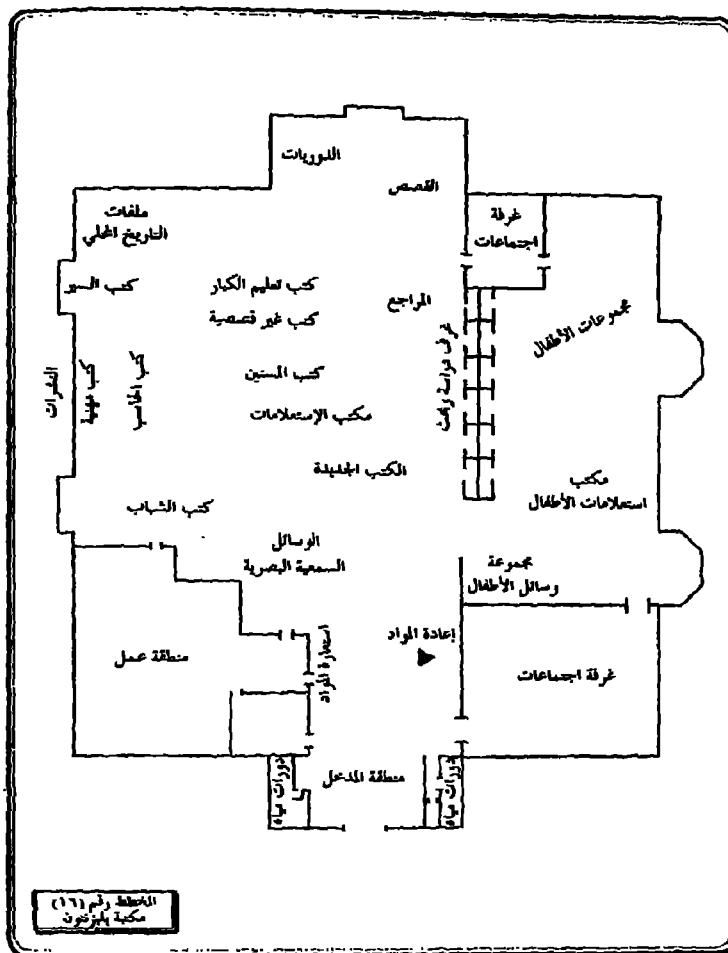 الدوريات
القصص
غرفة
اجتماعات
ملفات
التاريخ المحلي
كتب السير
كتب تعليم الكبار
المراجع
كتب غير قصصية
مجموعات الأطفال
غرف دراسة وبحث
النشرات
كتب مهنية
كتب الحاسب
كتب المسنين
مكتب الإستعلامات
الكتب الجديدة
مكتب
استعلامات الأطفال
كتب الشباب
الوسائل
السمعية البصرية
مجموعة
وسائل الأطفال
إعادة المواد
استعارة المواد
منطقة عمل
غرفة اجتماعات
منطقة المدخل
دورات مياه
دورات مياه
المخطط رقم (١٦)
مكتبة